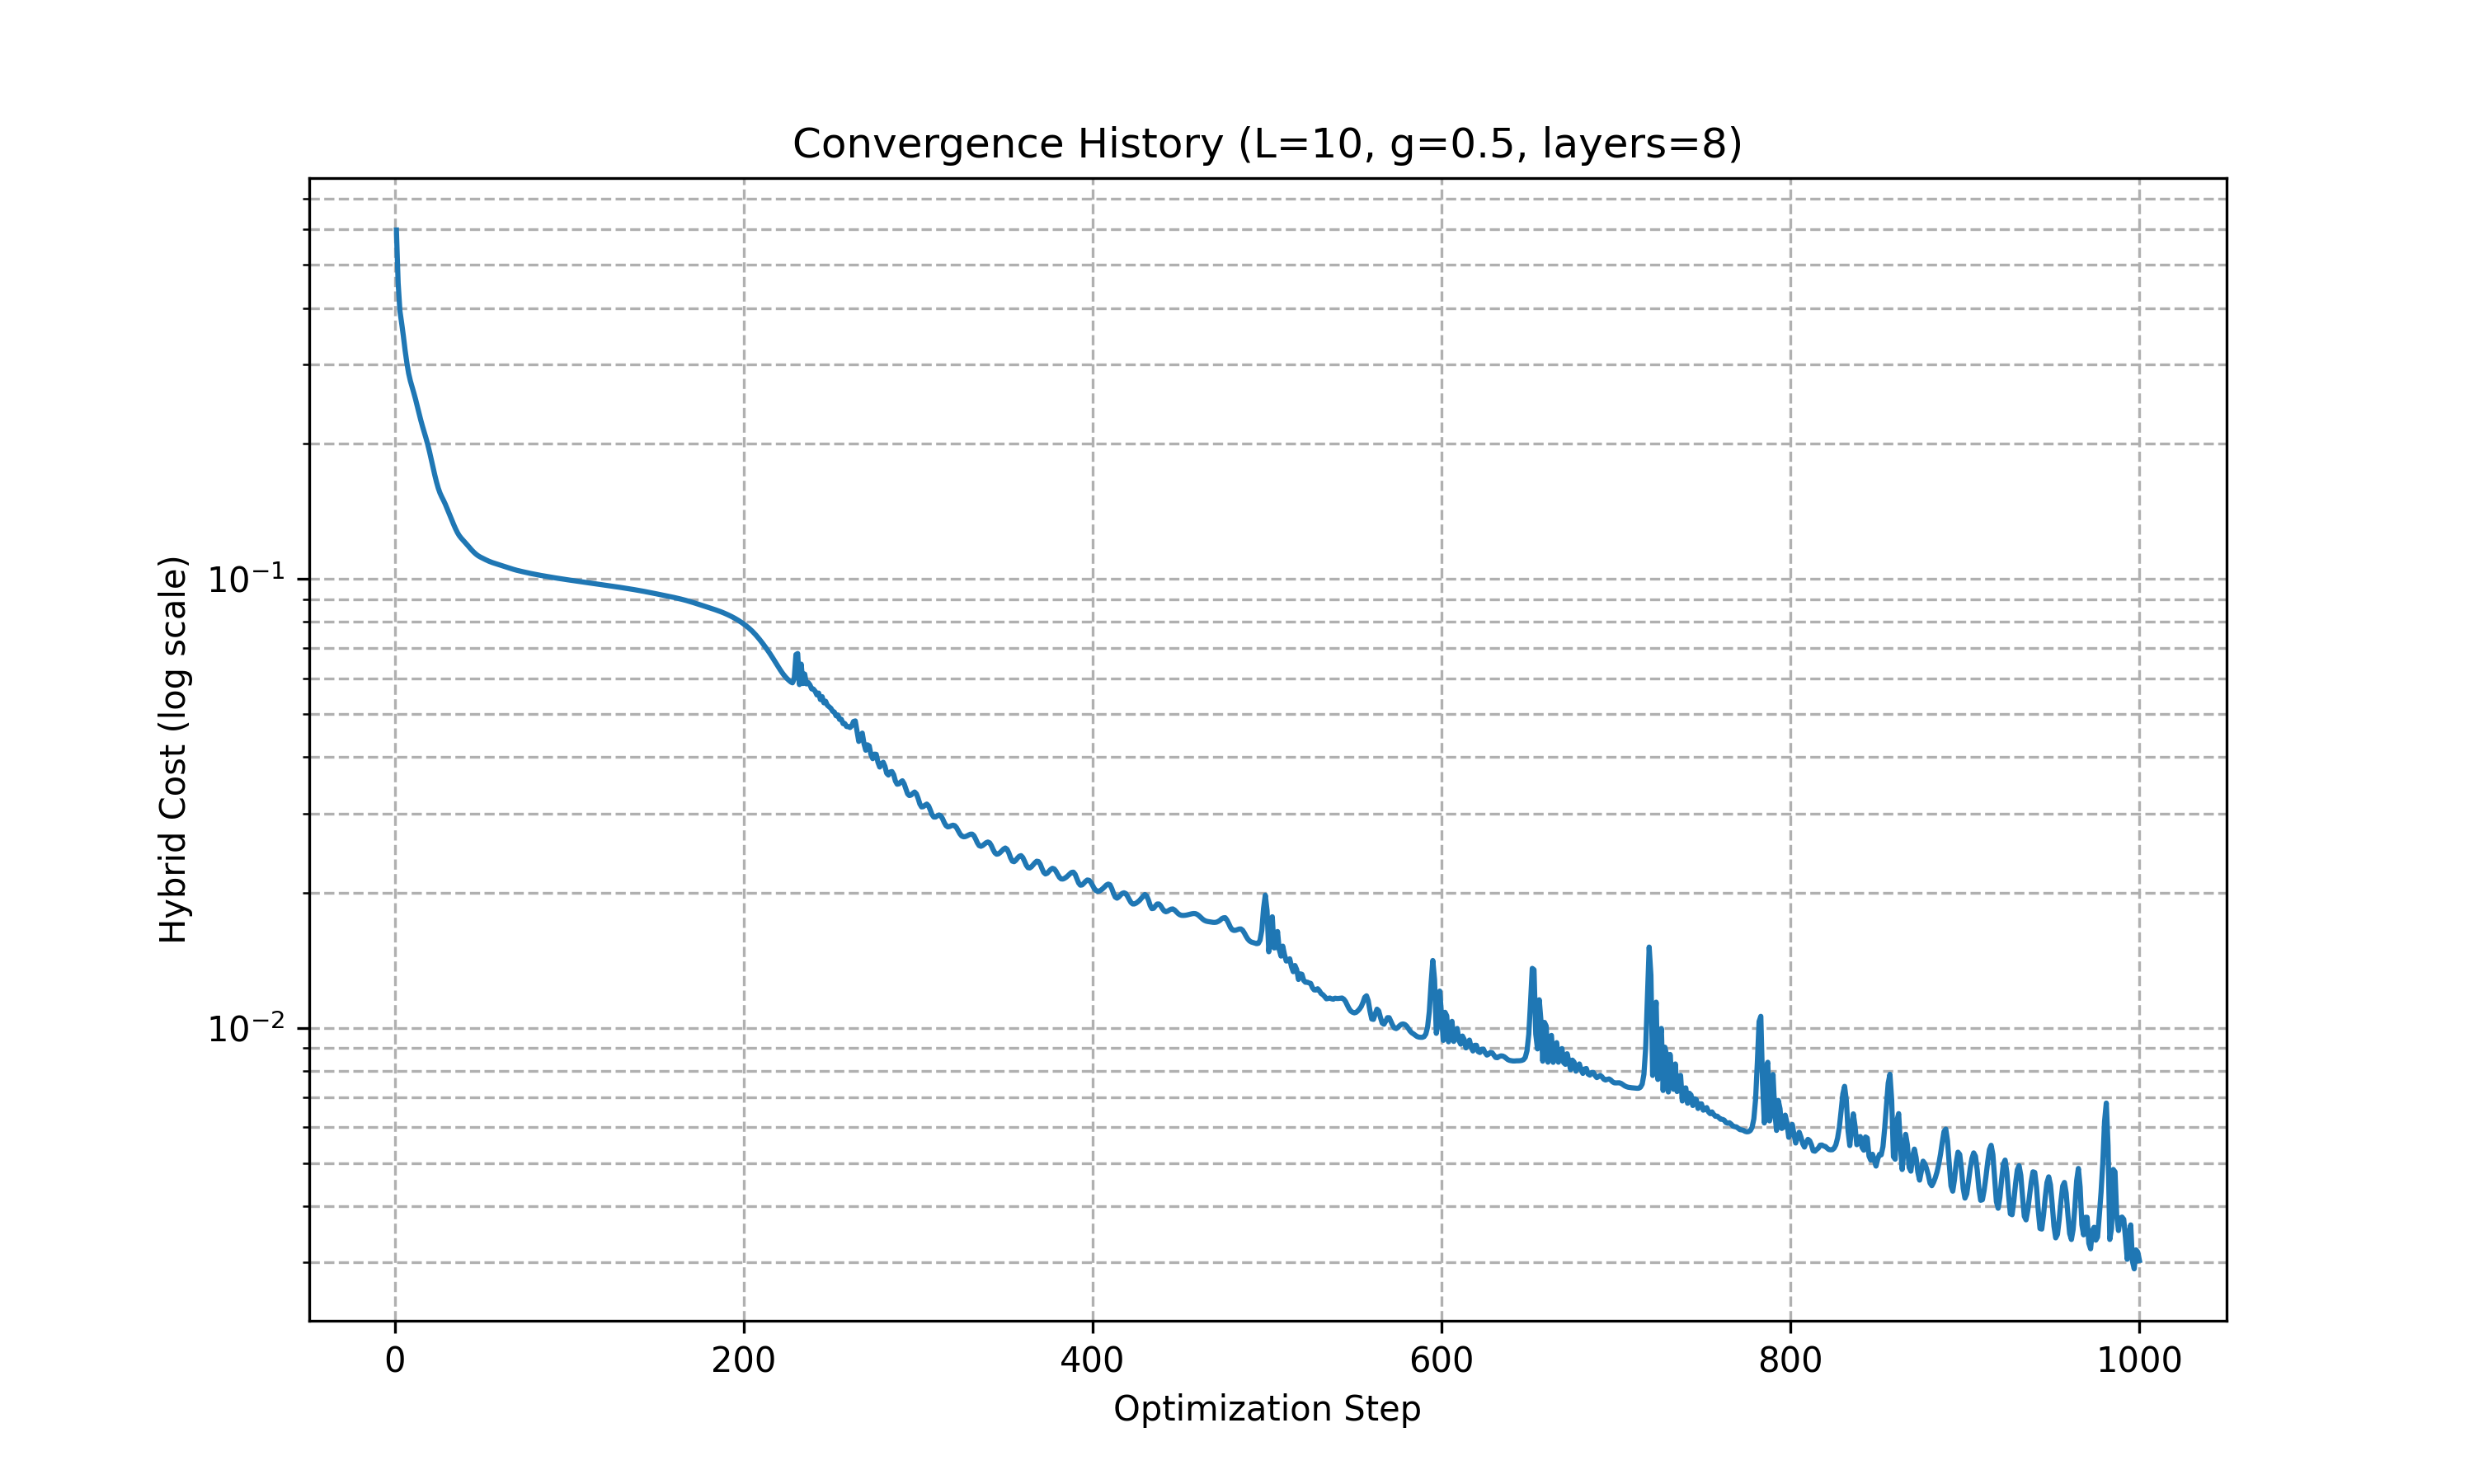 Convergence History (L=10, g=0.5, layers=8)
Hybrid Cost (log scale)
10⁻¹
10⁻²
0 200 400 600 800 1000
Optimization Step